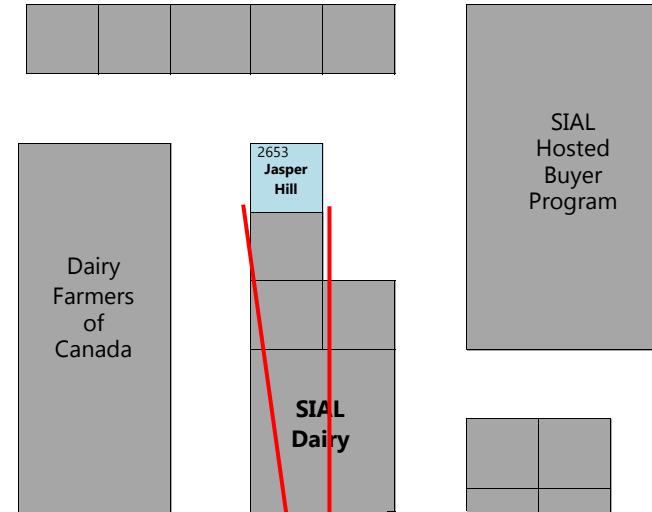 SIAL
Hosted
Buyer
Program
2653
Jasper
Hill
Dairy
Farmers
of
Canada
SIAL
Dairy